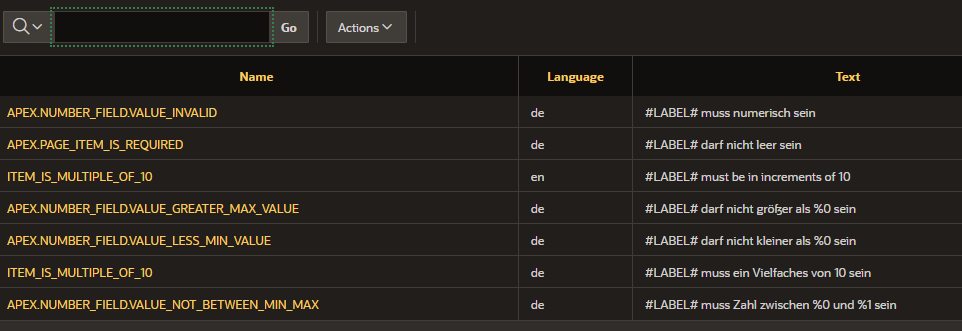 Go Actions
Name Language Text
APEX.NUMBER_FIELD.VALUE_INVALID de #LABEL# muss numerisch sein
APEX.PAGE_ITEM_IS_REQUIRED de #LABEL# darf nicht leer sein
ITEM_IS_MULTIPLE_OF_10 en #LABEL# must be in increments of 10
APEX.NUMBER_FIELD.VALUE_GREATER_MAX_VALUE de #LABEL# darf nicht größer als %0 sein
APEX.NUMBER_FIELD.VALUE_LESS_MIN_VALUE de #LABEL# darf nicht kleiner als %0 sein
ITEM_IS_MULTIPLE_OF_10 de #LABEL# muss ein Vielfaches von 10 sein
APEX.NUMBER_FIELD.VALUE_NOT_BETWEEN_MIN_MAX de #LABEL# muss Zahl zwischen %0 und %1 sein